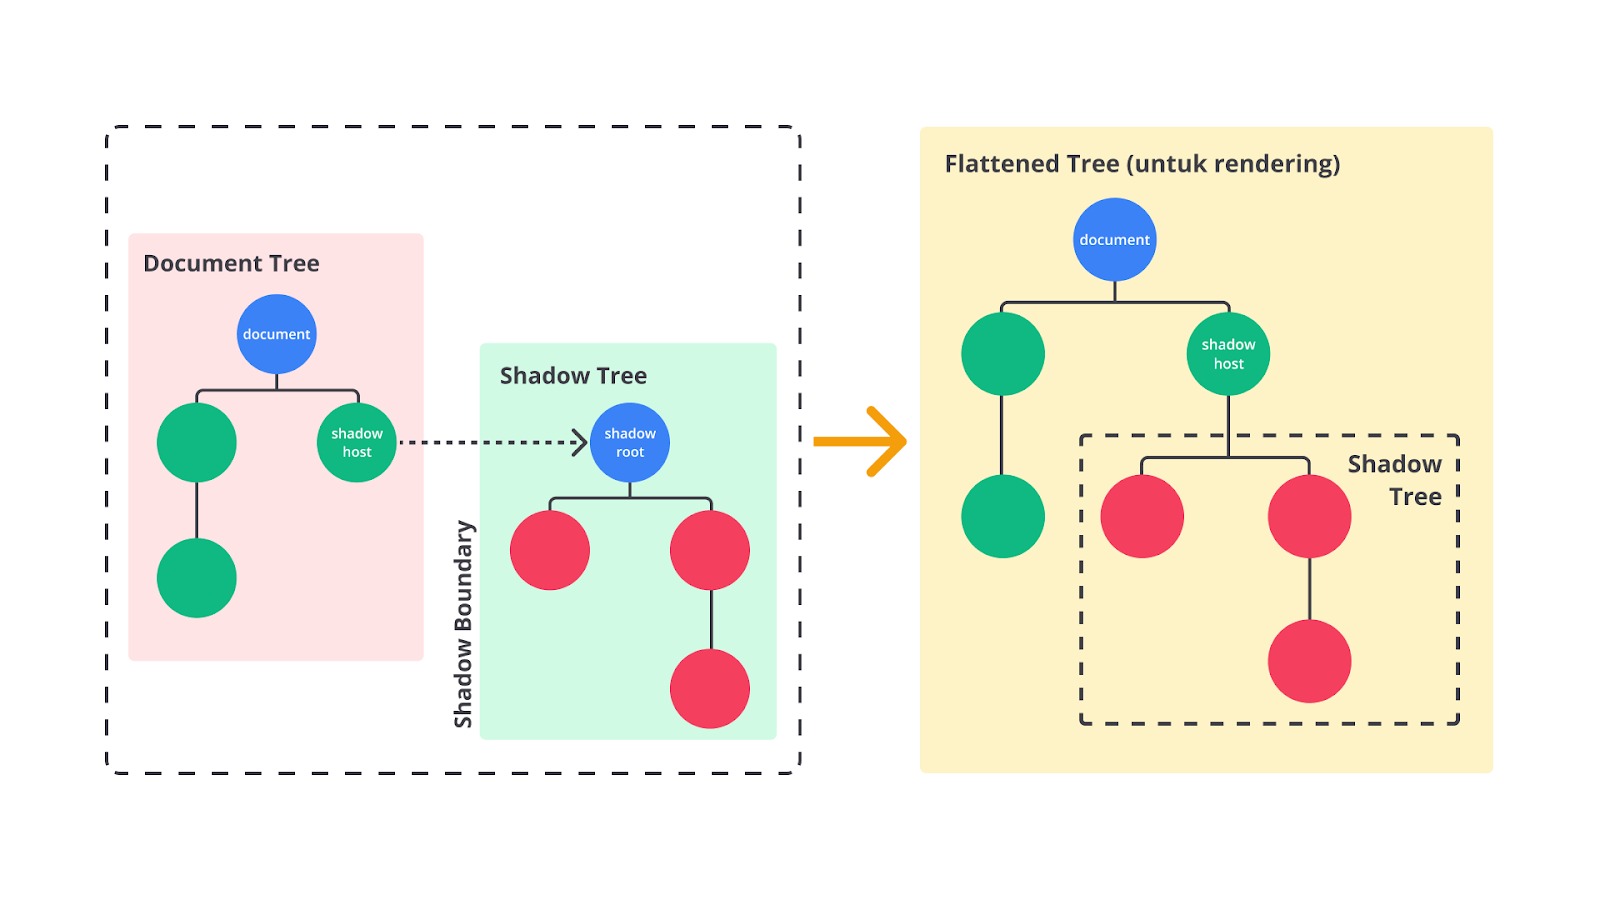 Document Tree
document
shadow
host
Shadow Boundary
Shadow Tree
shadow
root
Flattened Tree (untuk rendering)
document
shadow
host
Shadow
Tree